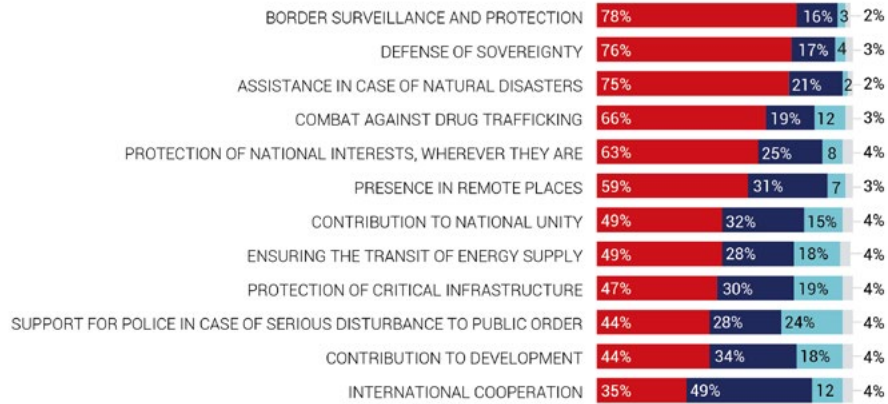 BORDER SURVEILLANCE AND PROTECTION 78% 16% 3 2%
DEFENSE OF SOVEREIGNTY 76% 17% 4 3%
ASSISTANCE IN CASE OF NATURAL DISASTERS 75% 21% 2 2%
COMBAT AGAINST DRUG TRAFFICKING 66% 19% 12 3%
PROTECTION OF NATIONAL INTERESTS, WHEREVER THEY ARE 63% 25% 8 4%
PRESENCE IN REMOTE PLACES 59% 31% 7 3%
CONTRIBUTION TO NATIONAL UNITY 49% 32% 15% 4%
ENSURING THE TRANSIT OF ENERGY SUPPLY 49% 28% 18% 4%
PROTECTION OF CRITICAL INFRASTRUCTURE 47% 30% 19% 4%
SUPPORT FOR POLICE IN CASE OF SERIOUS DISTURBANCE TO PUBLIC ORDER 44% 28% 24% 4%
CONTRIBUTION TO DEVELOPMENT 44% 34% 18% 4%
INTERNATIONAL COOPERATION 35% 49% 12 4%